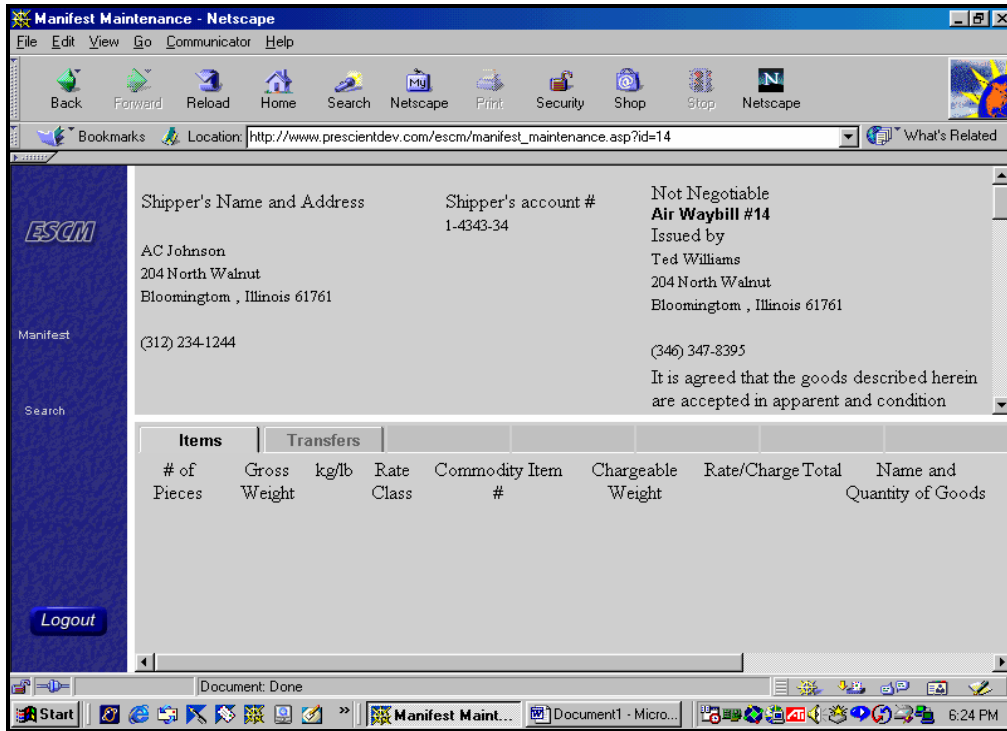 Manifest Maintenance - Netscape
File Edit View Go Communicator Help
Back Forward Reload Home Search Netscape Print Security Shop Stop Netscape
My
N
Bookmarks Location: http://www.prescientdev.com/escm/manifest_maintenance.asp?id=14 What's Related
ESCM
Manifest
Search
Logout
Shipper's Name and Address
AC Johnson
204 North Walnut
Bloomingtom , Illinois 61761
(312) 234-1244
Shipper's account #
1-4343-34
Not Negotiable
Air Waybill #14
Issued by
Ted Williams
204 North Walnut
Bloomingtom , Illinois 61761
(346) 347-8395
It is agreed that the goods described herein
are accepted in apparent and condition
Items Transfers
# of Pieces
Gross Weight
kg/lb
Rate Class
Commodity Item #
Chargeable Weight
Rate/Charge
Total
Name and Quantity of Goods
Document: Done
Start » Manifest Maint... Document1 - Micro... 6:24 PM